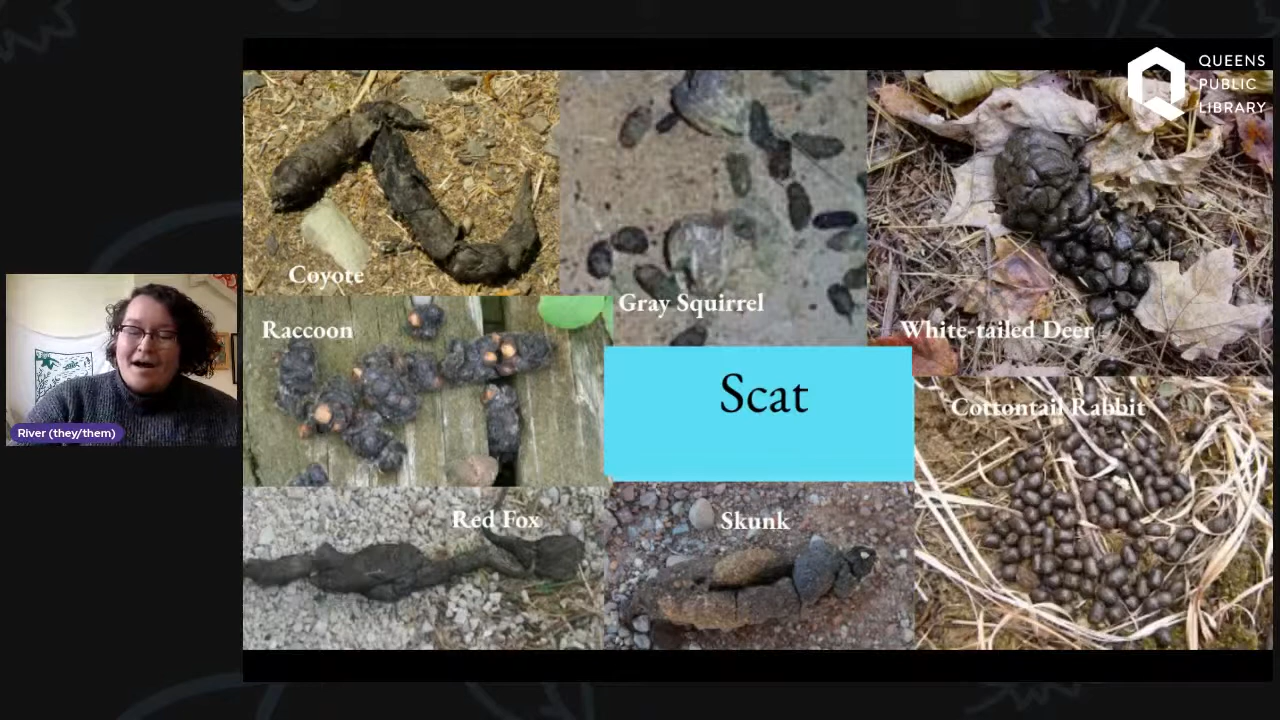 QUEENS
PUBLIC
LIBRARY
Coyote
Gray Squirrel
White-tailed Deer
Raccoon
Scat
Cottontail Rabbit
Red Fox
Skunk
River (they/them)